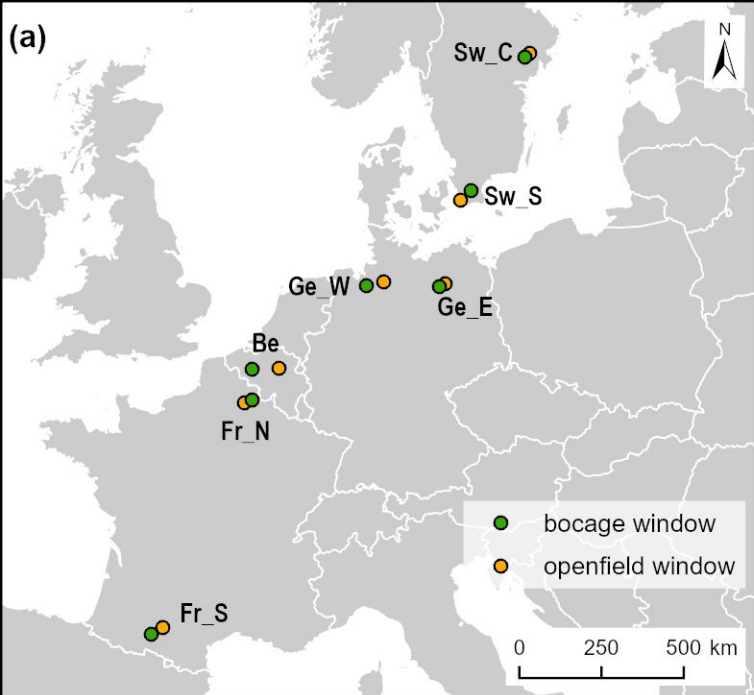 (a)
N
Sw_C
Sw_S
Ge_W
Ge_E
Be
Fr_N
bocage window
openfield window
Fr_S
0 250 500 km